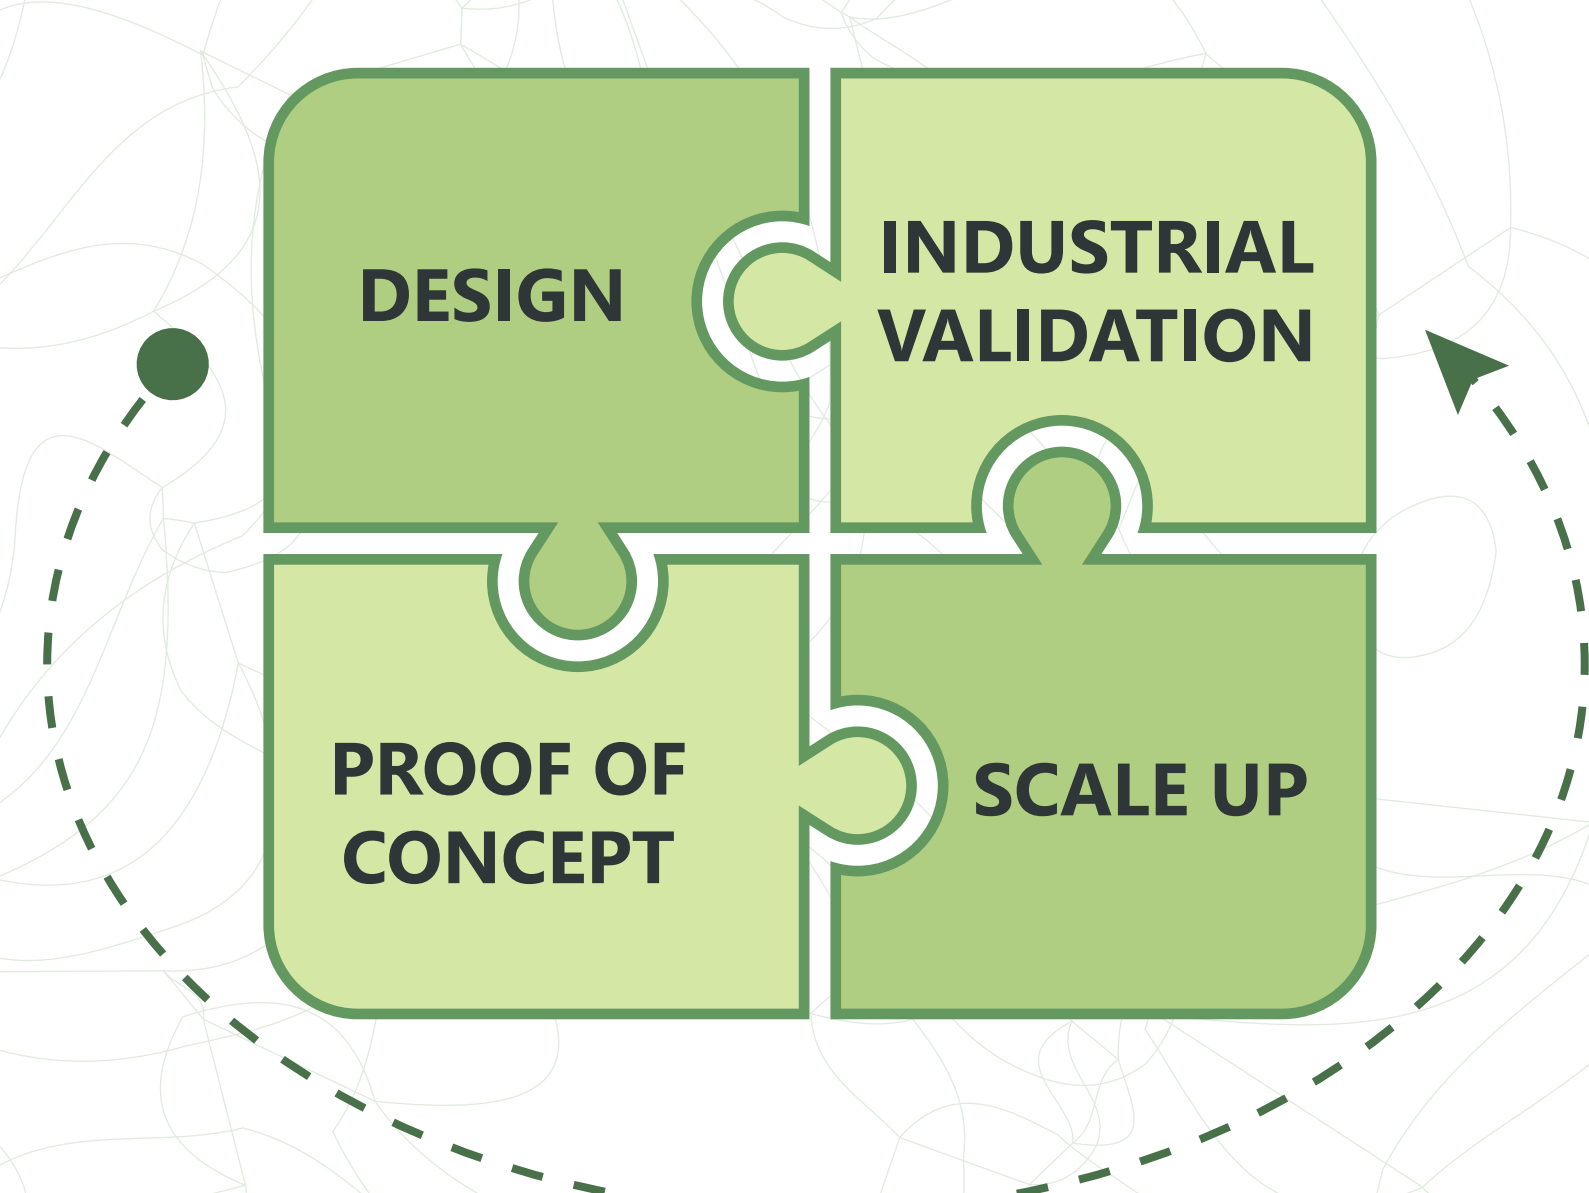 DESIGN
INDUSTRIAL
VALIDATION
PROOF OF
CONCEPT
SCALE UP